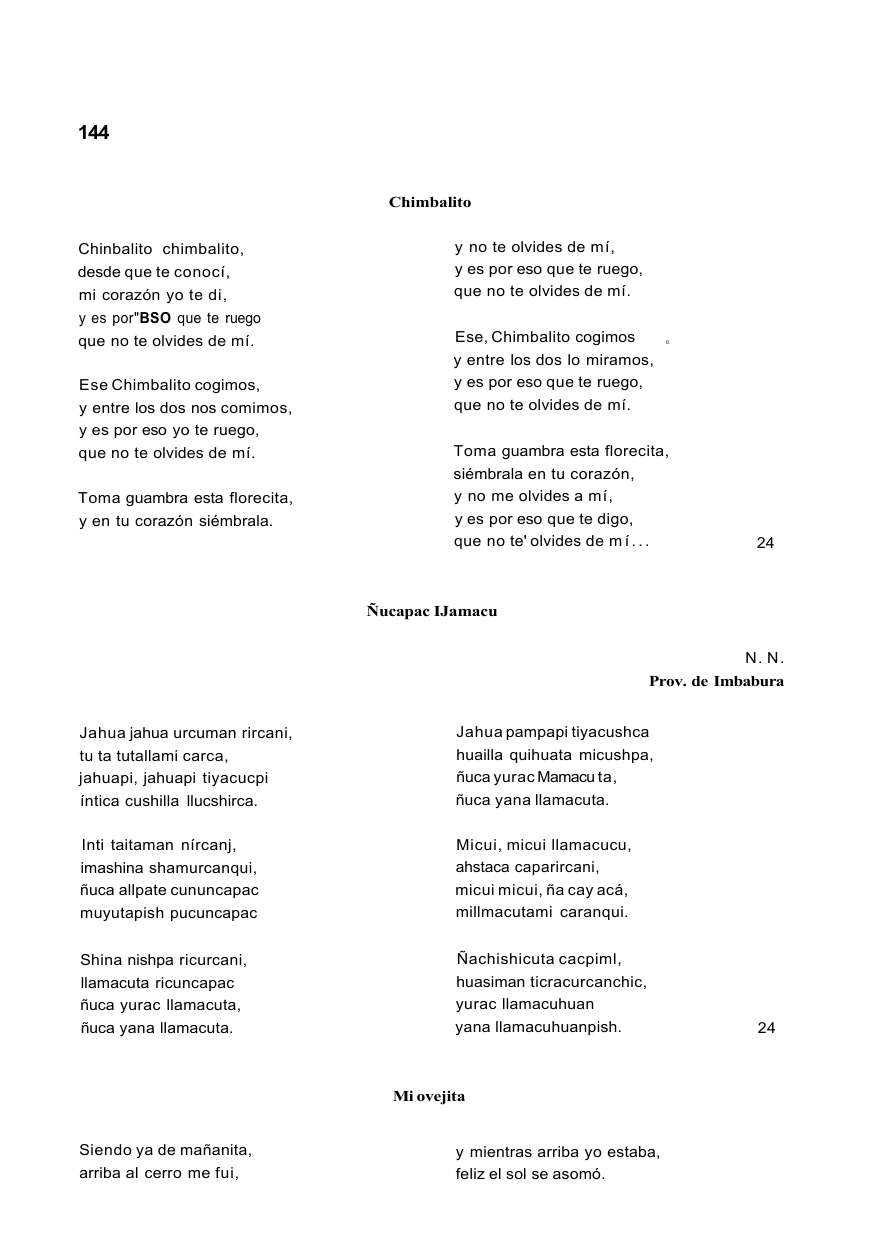 144
Chimbalito
Chinbalito chimbalito,
desde que te conocí,
mi corazón yo te di,
y es por"BSO que te ruego
que no te olvides de mí.
Ese Chimbalito cogimos,
y entre los dos nos comimos,
y es por eso yo te ruego,
que no te olvides de mí.
Toma guambra esta florecita,
y en tu corazón siémbrala.
y no te olvides de mí,
y es por eso que te ruego,
que no te olvides de mí.
Ese, Chimbalito cogimos
y entre los dos lo miramos,
y es por eso que te ruego,
que no te olvides de mí.
Toma guambra esta florecita,
siémbrala en tu corazón,
y no me olvides a mí,
y es por eso que te digo,
que no te' olvides de mí...
24
Ñucapac IJamacu
N. N.
Prov. de Imbabura
Jahua jahua urcuman rircani,
tu ta tutallami carca,
jahuapi, jahuapi tiyacucpi
íntica cushilla llucshirca.
Inti taitaman nírcanj,
imashina shamurcanqui,
ñuca allpate cununcapac
muyutapish pucuncapac
Shina nishpa ricurcani,
llamacuta ricuncapac
ñuca yurac llamacuta,
ñuca yana llamacuta.
Jahua pampapi tiyacushca
huailla quihuata micushpa,
ñuca yurac Mamacu ta,
ñuca yana llamacuta.
Micui, micui llamacucu,
ahstaca caparircani,
micui micui, ña cay acá,
millmacutami caranqui.
Ñachishicuta cacpiml,
huasiman ticracurcanchic,
yurac llamacuhuan
yana llamacuhuanpish.
24
Mi ovejita
Siendo ya de mañanita,
arriba al cerro me fui,
y mientras arriba yo estaba,
feliz el sol se asomó.